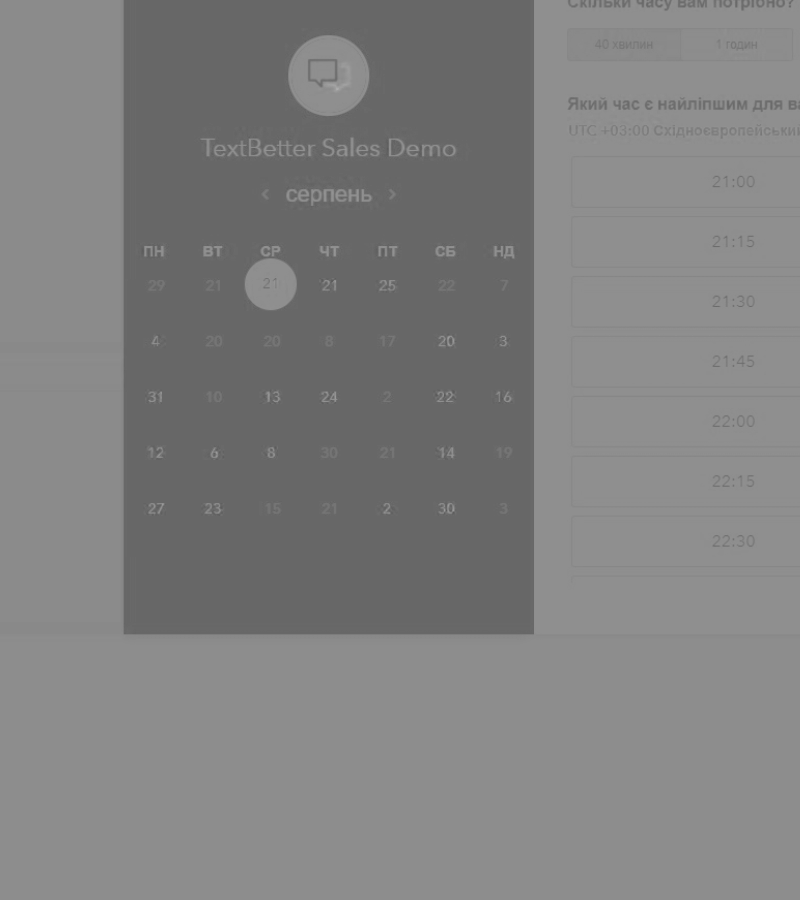 TextBetter Sales Demo
< серпень >
ПН ВТ СР ЧТ ПТ СБ НД
29 21 21 21 25 22 7
4 20 20 8 17 20 3
31 10 13 24 2 22 16
12 6 8 30 21 14 19
27 23 15 21 2 30 3
Скільки часу вам потрібно?
40 хвилин 1 годин
Який час є найліпшим для
UTC +03:00 Східноєвропейський
21:00
21:15
21:30
21:45
22:00
22:15
22:30